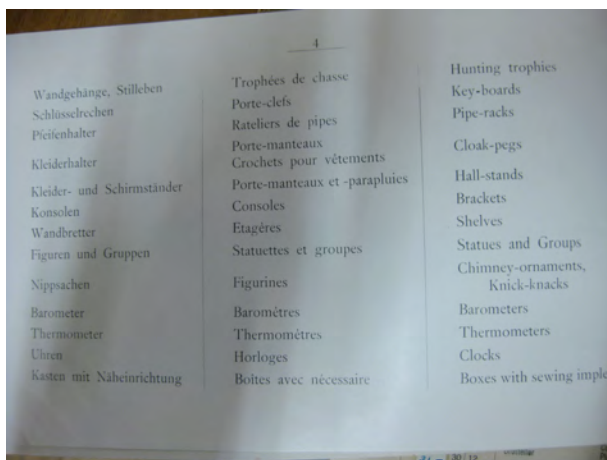 4
Wandgehänge, Stilleben
Schlüsselrechen
Pfeifenhalter
Kleiderhalter
Kleider- und Schirmständer
Konsolen
Wandbretter
Figuren und Gruppen
Nippsachen
Barometer
Thermometer
Uhren
Kasten mit Näheinrichtung
Trophées de chasse
Porte-clefs
Rateliers de pipes
Porte-manteaux
Crochets pour vêtements
Porte-manteaux et -parapluies
Consoles
Etagères
Statuettes et groupes
Figurines
Baromètres
Thermomètres
Horloges
Boîtes avec nécessaire
Hunting trophies
Key-boards
Pipe-racks
Cloak-pegs
Hall-stands
Brackets
Shelves
Statues and Groups
Chimney-ornaments,
Knick-knacks
Barometers
Thermometers
Clocks
Boxes with sewing imple